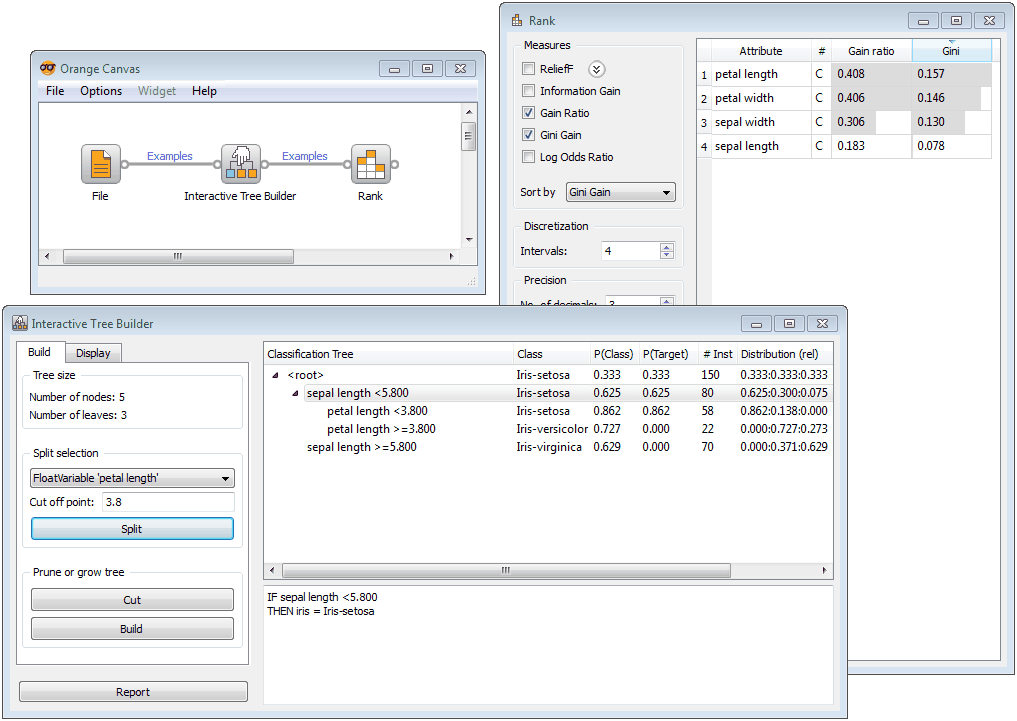 Orange Canvas
File Options Widget Help
Examples Examples
File Interactive Tree Builder Rank
Rank
Measures
ReliefF
Information Gain
Gain Ratio
Gini Gain
Log Odds Ratio
Sort by Gini Gain
Discretization
Intervals: 4
Precision
No. of decimals: 3
Attribute # Gain ratio Gini
1 petal length C 0.408 0.157
2 petal width C 0.406 0.146
3 sepal width C 0.306 0.130
4 sepal length C 0.183 0.078
Interactive Tree Builder
Build Display
Tree size
Number of nodes: 5
Number of leaves: 3
Split selection
FloatVariable 'petal length'
Cut off point: 3.8
Split
Prune or grow tree
Cut
Build
Report
Classification Tree Class P(Class) P(Target) # Inst Distribution (rel)
<root> Iris-setosa 0.333 0.333 150 0.333:0.333:0.333
sepal length <5.800 Iris-setosa 0.625 0.625 80 0.625:0.300:0.075
petal length <3.800 Iris-setosa 0.862 0.862 58 0.862:0.138:0.000
petal length >=3.800 Iris-versicolor 0.727 0.000 22 0.000:0.727:0.273
sepal length >=5.800 Iris-virginica 0.629 0.000 70 0.000:0.371:0.629
IF sepal length <5.800
THEN iris = Iris-setosa